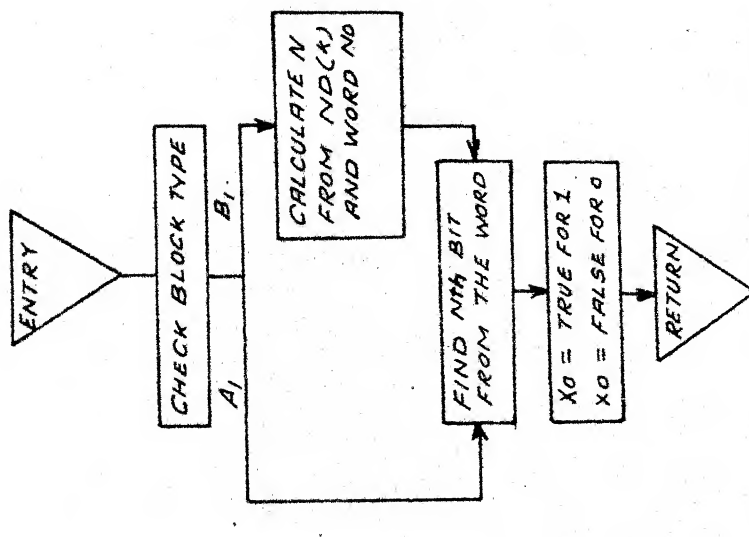 ENTRY
CHECK BLOCK TYPE
A1
B1.
CALCULATE N
FROM ND(K)
AND WORD NO
FIND Nth BIT
FROM THE WORD
XO = TRUE FOR 1
XO = FALSE FOR 0
RETURN